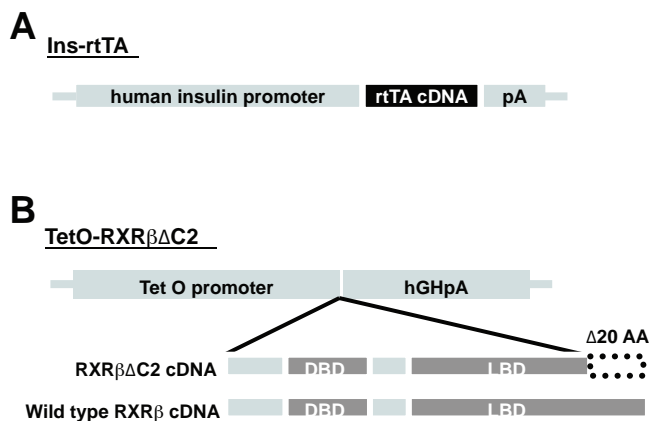 A
Ins-rtTA
human insulin promoter rtTA cDNA pA
B
TetO-RXRβΔC2
Tet O promoter hGHpA
Δ20 AA
RXRβΔC2 cDNA DBD LBD
Wild type RXRβ cDNA DBD LBD